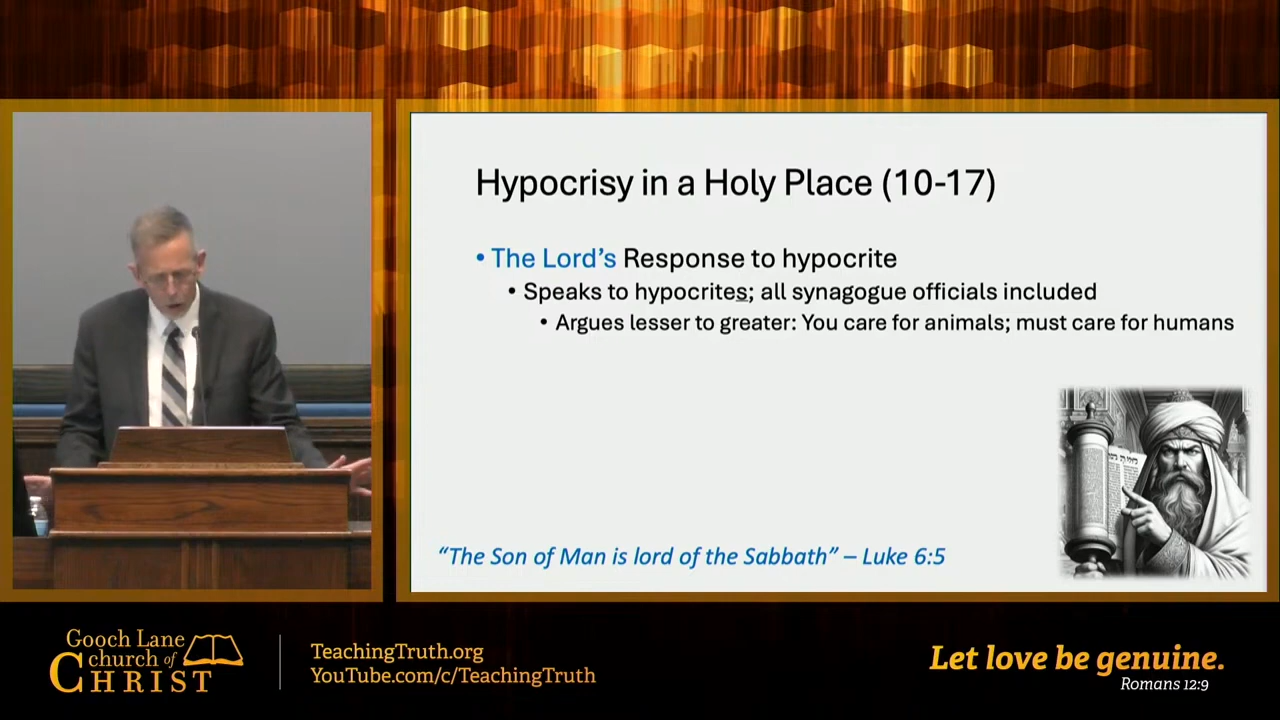 Hypocrisy in a Holy Place (10-17)
• The Lord's Response to hypocrite
• Speaks to hypocrites; all synagogue officials included
• Argues lesser to greater: You care for animals; must care for humans
"The Son of Man is lord of the Sabbath" – Luke 6:5
Gooch Lane
church of
CHRIST
TeachingTruth.org
YouTube.com/c/TeachingTruth
Let love be genuine.
Romans 12:9